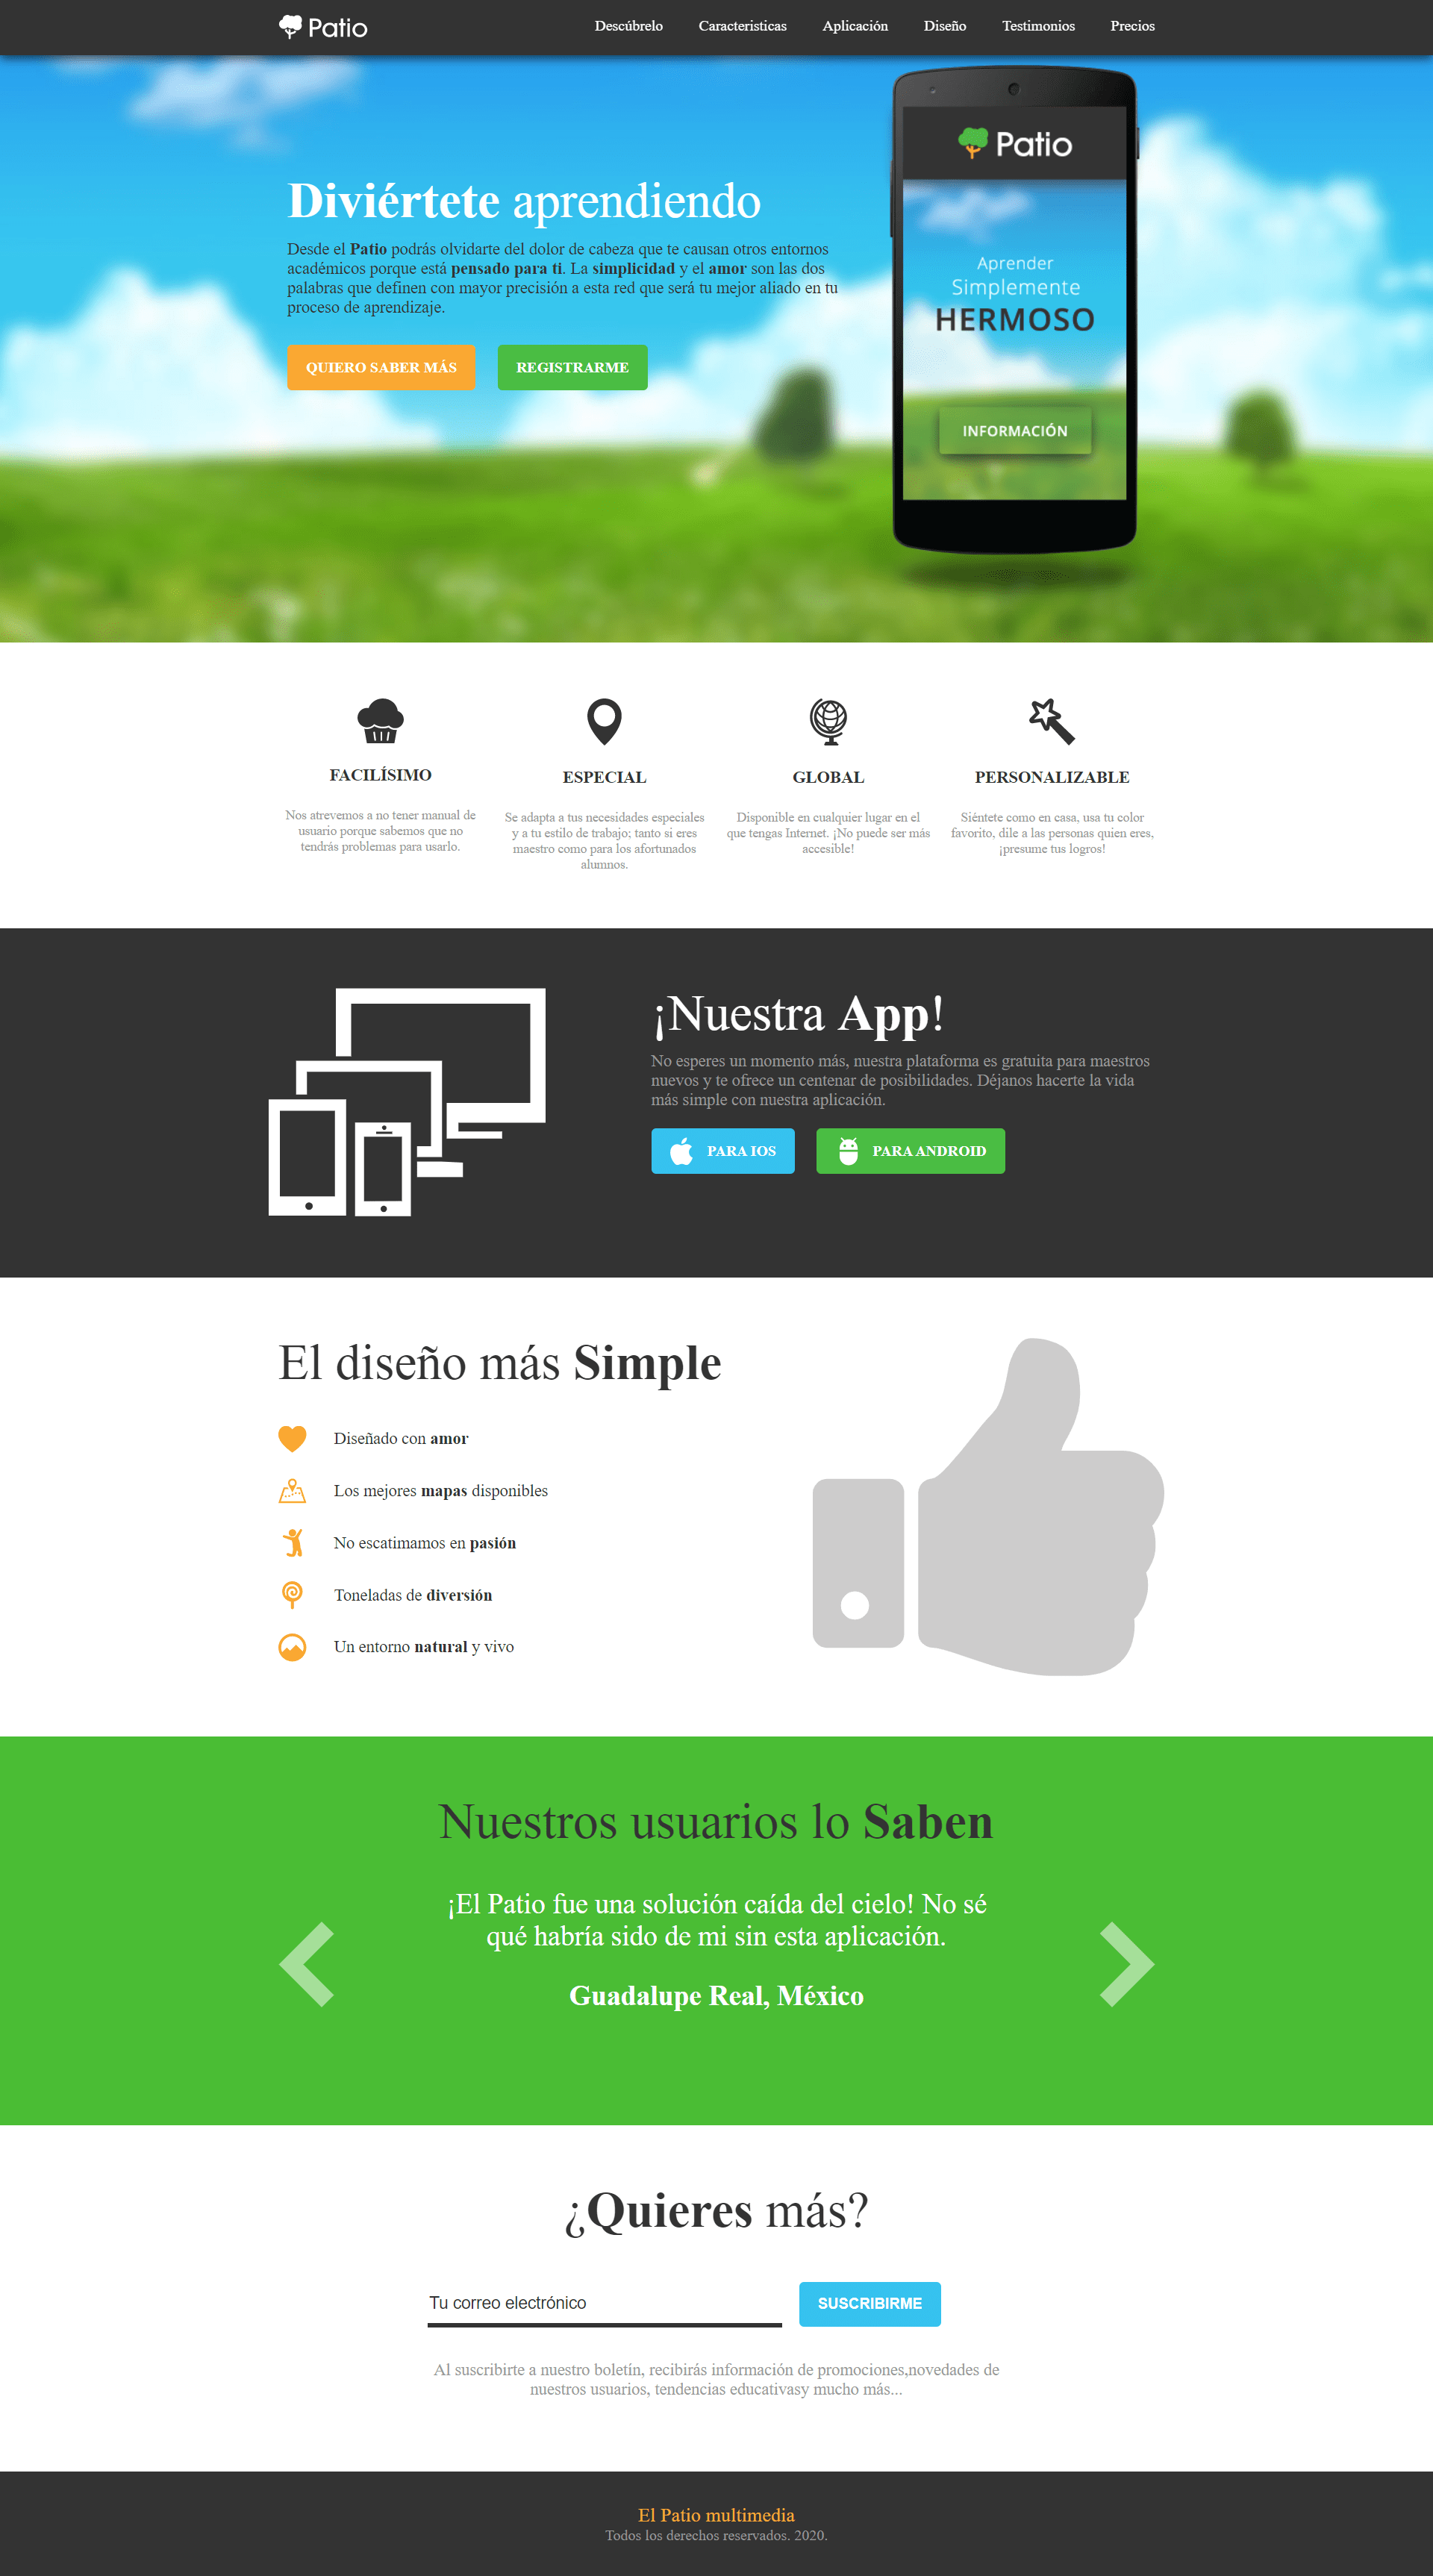 Patio
Descúbrelo Caracteristicas Aplicación Diseño Testimonios Precios
Patio
Diviértete aprendiendo
Desde el Patio podrás olvidarte del dolor de cabeza que te causan otros entornos
académicos porque está pensado para ti. La simplicidad y el amor son las dos
palabras que definen con mayor precisión a esta red que será tu mejor aliado en tu
proceso de aprendizaje.
QUIERO SABER MÁS REGISTRARME
Aprender
Simplemente
HERMOSO
INFORMACIÓN
FACILÍSIMO
Nos atrevemos a no tener manual de
usuario porque sabemos que no
tendrás problemas para usarlo.
ESPECIAL
Se adapta a tus necesidades especiales
y a tu estilo de trabajo; tanto si eres
maestro como para los afortunados
alumnos.
GLOBAL
Disponible en cualquier lugar en el
que tengas Internet. ¡No puede ser más
accesible!
PERSONALIZABLE
Siéntete como en casa, usa tu color
favorito, dile a las personas quien eres,
¡presume tus logros!
¡Nuestra App!
No esperes un momento más, nuestra plataforma es gratuita para maestros
nuevos y te ofrece un centenar de posibilidades. Déjanos hacerte la vida
más simple con nuestra aplicación.
PARA IOS PARA ANDROID
El diseño más Simple
Diseñado con amor
Los mejores mapas disponibles
No escatimamos en pasión
Toneladas de diversión
Un entorno natural y vivo
Nuestros usuarios lo Saben
¡El Patio fue una solución caída del cielo! No sé
qué habría sido de mi sin esta aplicación.
Guadalupe Real, México
¿Quieres más?
Tu correo electrónico SUSCRIBIRME
Al suscribirte a nuestro boletín, recibirás información de promociones,novedades de
nuestros usuarios, tendencias educativasy mucho más...
El Patio multimedia
Todos los derechos reservados. 2020.